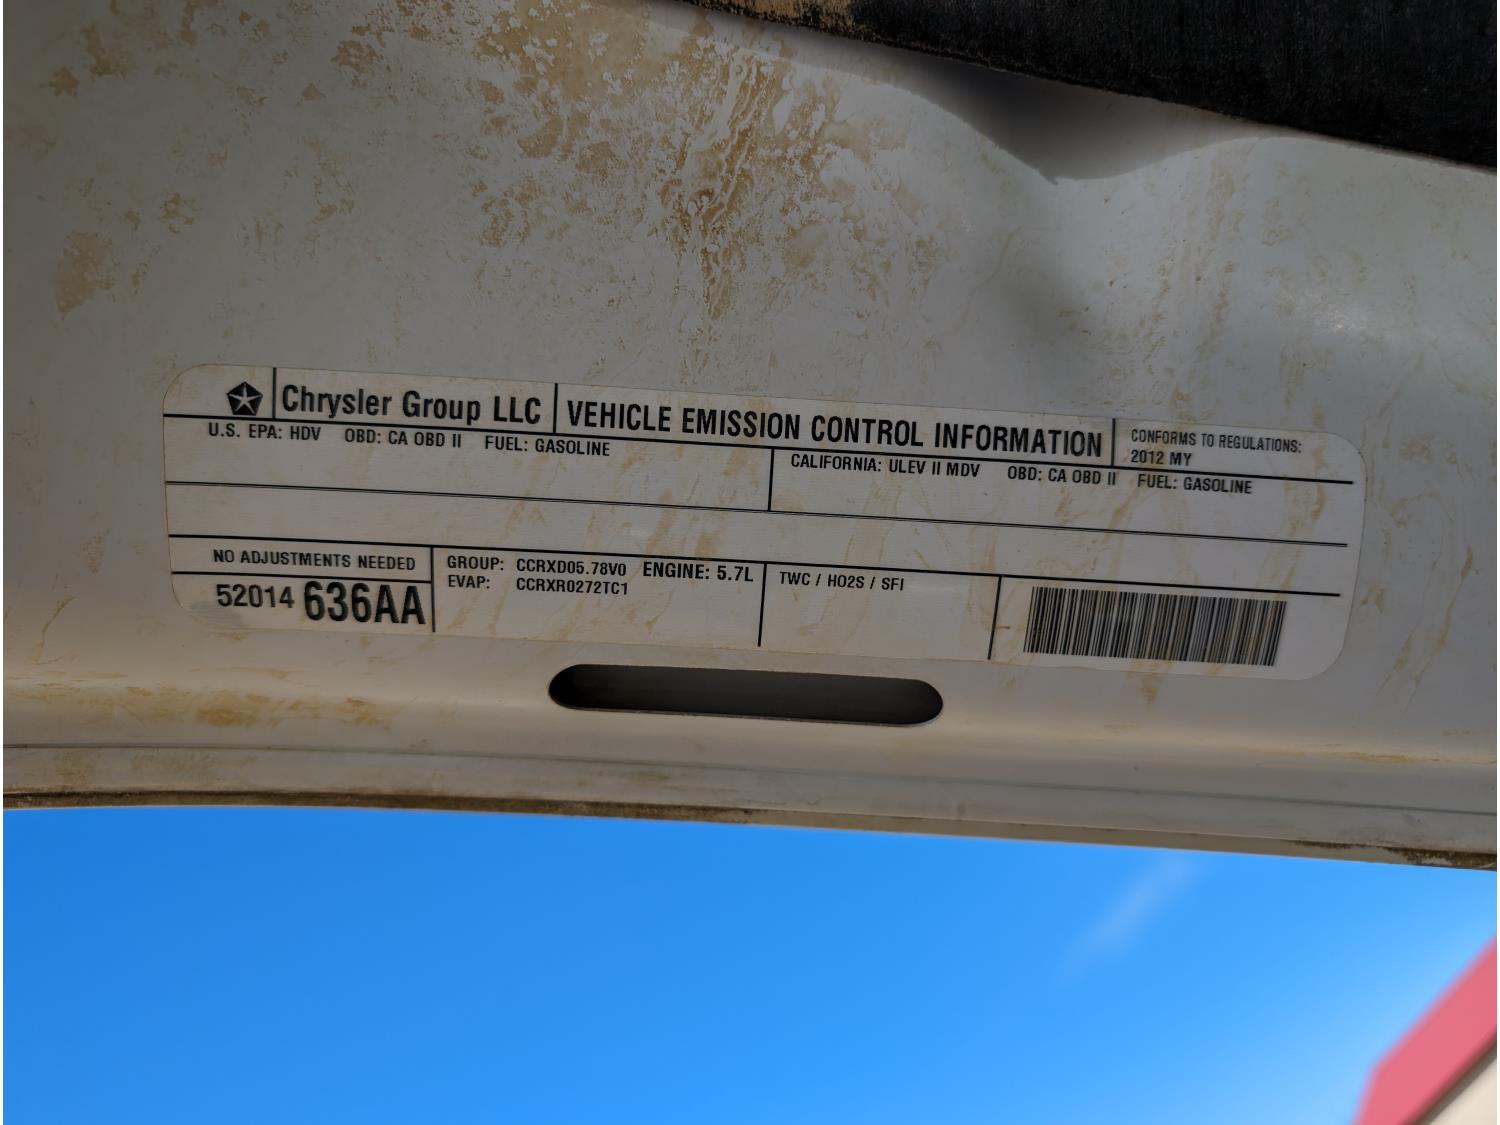 Chrysler Group LLC VEHICLE EMISSION CONTROL INFORMATION CONFORMS TO REGULATIONS:
2012 MY
U.S. EPA: HDV OBD: CA OBD II FUEL: GASOLINE
CALIFORNIA: ULEV II MDV OBD: CA OBD II FUEL: GASOLINE
NO ADJUSTMENTS NEEDED
52014 636AA
GROUP: CCRXD05.78V0 ENGINE: 5.7L
EVAP: CCRXR0272TC1
TWC / HO2S / SFI